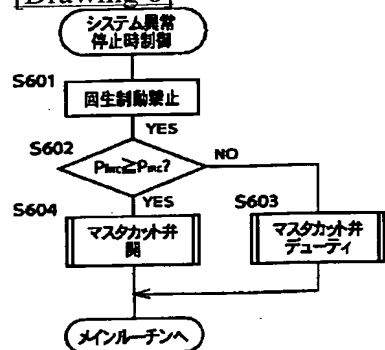 [Drawing 6]
システム異常
停止時制御
S601
回生制動禁止
YES
S602
NO
YES
S604
S603
マスタカット弁
開
マスタカット弁
デューティ
メインルーチンへ